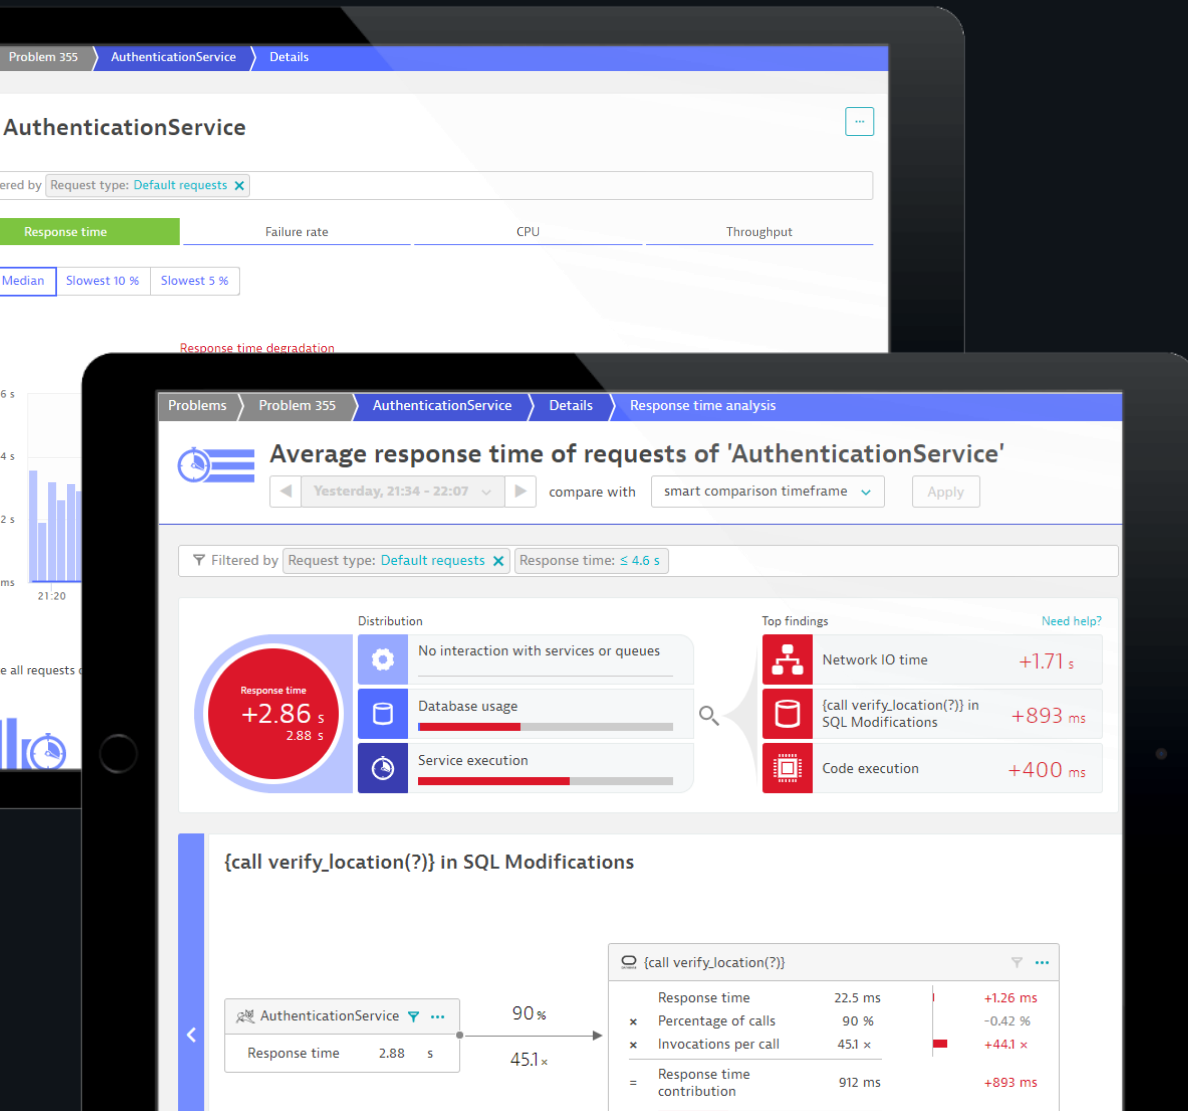 Problem 355 AuthenticationService Details
AuthenticationService
...
ered by Request type: Default requests ×
Response time Failure rate CPU Throughput
Median Slowest 10 % Slowest 5 %
Response time degradation
6 s
4 s
2 s
ms
21:20
e all requests
Problems Problem 355 AuthenticationService Details Response time analysis
Average response time of requests of 'AuthenticationService'
Yesterday, 21:34 - 22:07 compare with smart comparison timeframe Apply
Filtered by Request type: Default requests × Response time: ≤ 4.6 s
Distribution
Response time
+2.86 s
2.88 s
No interaction with services or queues
Database usage
Service execution
Top findings Need help?
Network IO time +1.71 s
{call verify_location(?)} in
SQL Modifications +893 ms
Code execution +400 ms
{call verify_location(?)} in SQL Modifications
AuthenticationService ...
Response time 2.88 s
90 %
45.1 ×
{call verify_location(?)} ...
Response time 22.5 ms +1.26 ms
× Percentage of calls 90 % -0.42 %
× Invocations per call 45.1 × +44.1 ×
= Response time
contribution 912 ms +893 ms